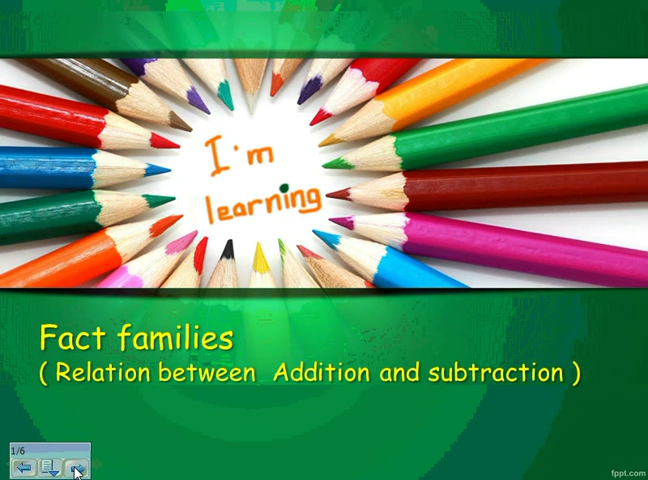 I'm
learning
Fact families
( Relation between Addition and subtraction )
1/6
fppt.com